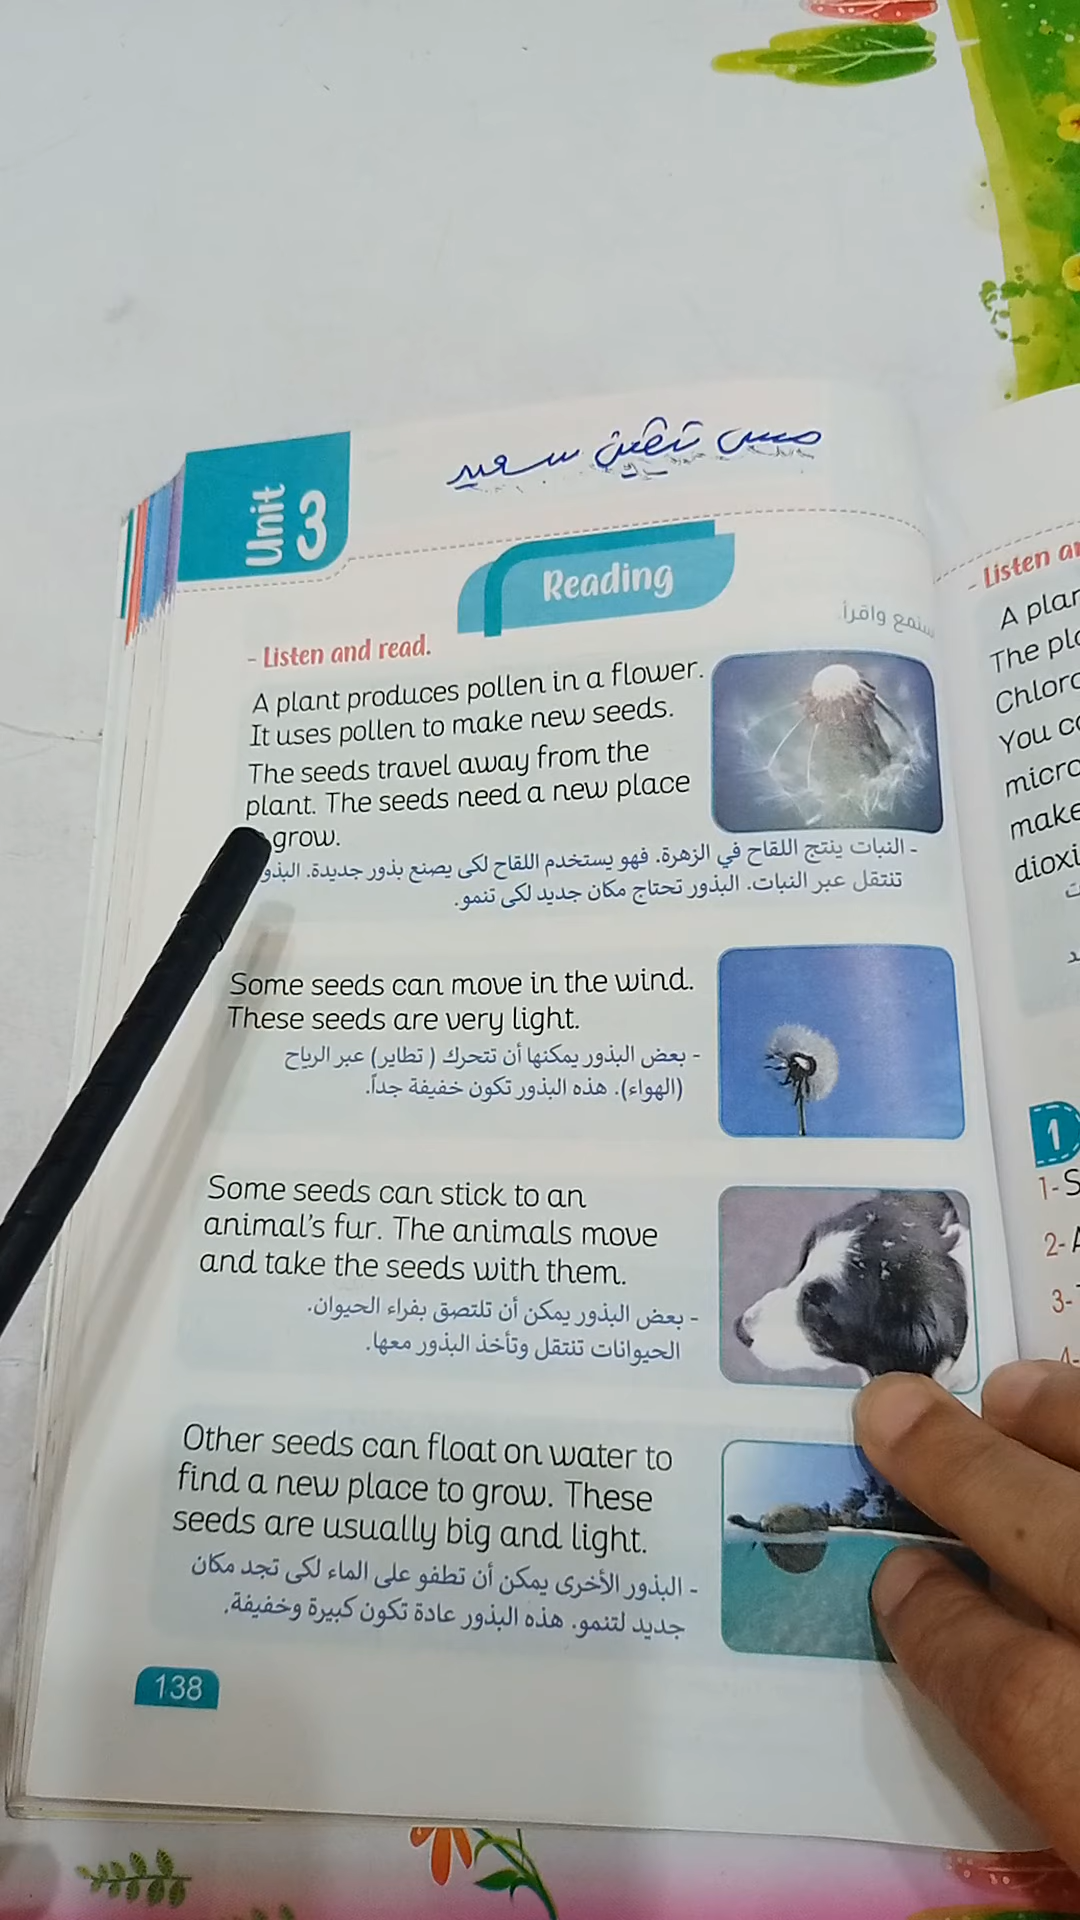 Unit
3
مس تيقن سعيد
Reading
استمع واقرأ.
- Listen and read.
A plant produces pollen in a flower.
It uses pollen to make new seeds.
The seeds travel away from the
plant. The seeds need a new place
grow.
- النبات ينتج اللقاح في الزهرة. فهو يستخدم اللقاح لكى يصنع بذور جديدة. البذور
تنتقل عبر النبات. البذور تحتاج مكان جديد لكى تنمو.
Some seeds can move in the wind.
These seeds are very light.
- بعض البذور يمكنها أن تتحرك ( تطاير) عبر الرياح
(الهواء). هذه البذور تكون خفيفة جداً.
Some seeds can stick to an
animal's fur. The animals move
and take the seeds with them.
- بعض البذور يمكن أن تلتصق بفراء الحيوان.
الحيوانات تنتقل وتأخذ البذور معها.
Other seeds can float on water to
find a new place to grow. These
seeds are usually big and light.
- البذور الأخرى يمكن أن تطفو على الماء لكى تجد مكان
جديد لتنمو. هذه البذور عادة تكون كبيرة وخفيفة.
138
- Listen
A
The
You
1
1-
2-
3-